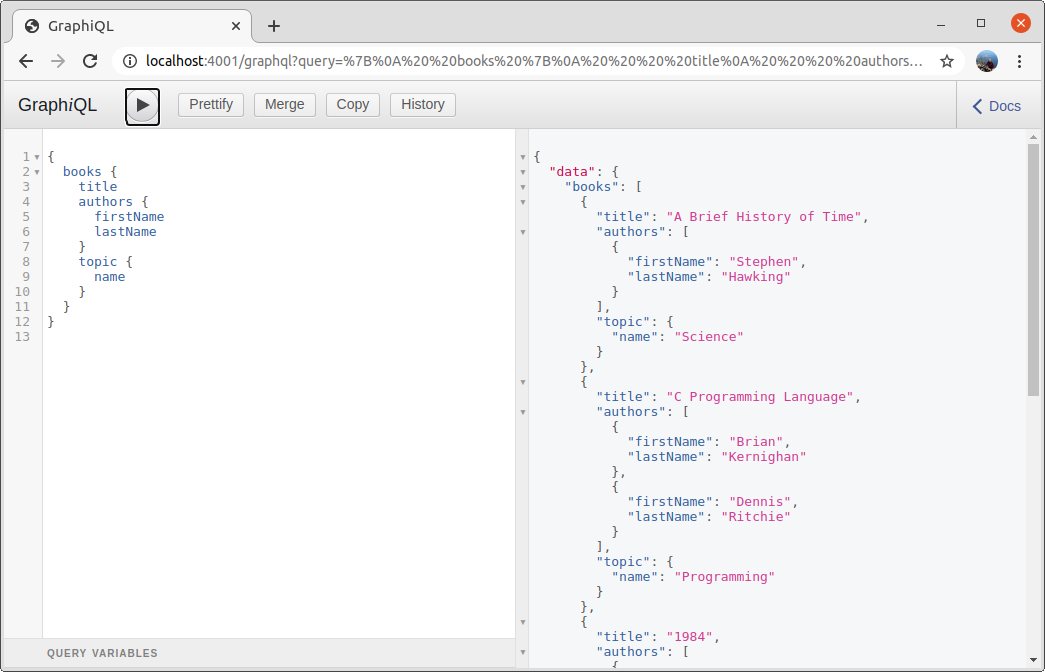 GraphiQL
localhost:4001/graphql?query=%7B%0A%20%20books%20%7B%0A%20%20%20%20title%0A%20%20%20%20authors...
GraphiQL
Prettify
Merge
Copy
History
Docs
1 {
2   books {
3     title
4     authors {
5       firstName
6       lastName
7     }
8     topic {
9       name
10     }
11   }
12 }
13
QUERY VARIABLES
{
  "data": {
    "books": [
      {
        "title": "A Brief History of Time",
        "authors": [
          {
            "firstName": "Stephen",
            "lastName": "Hawking"
          }
        ],
        "topic": {
          "name": "Science"
        }
      },
      {
        "title": "C Programming Language",
        "authors": [
          {
            "firstName": "Brian",
            "lastName": "Kernighan"
          },
          {
            "firstName": "Dennis",
            "lastName": "Ritchie"
          }
        ],
        "topic": {
          "name": "Programming"
        }
      },
      {
        "title": "1984",
        "authors": [
          {